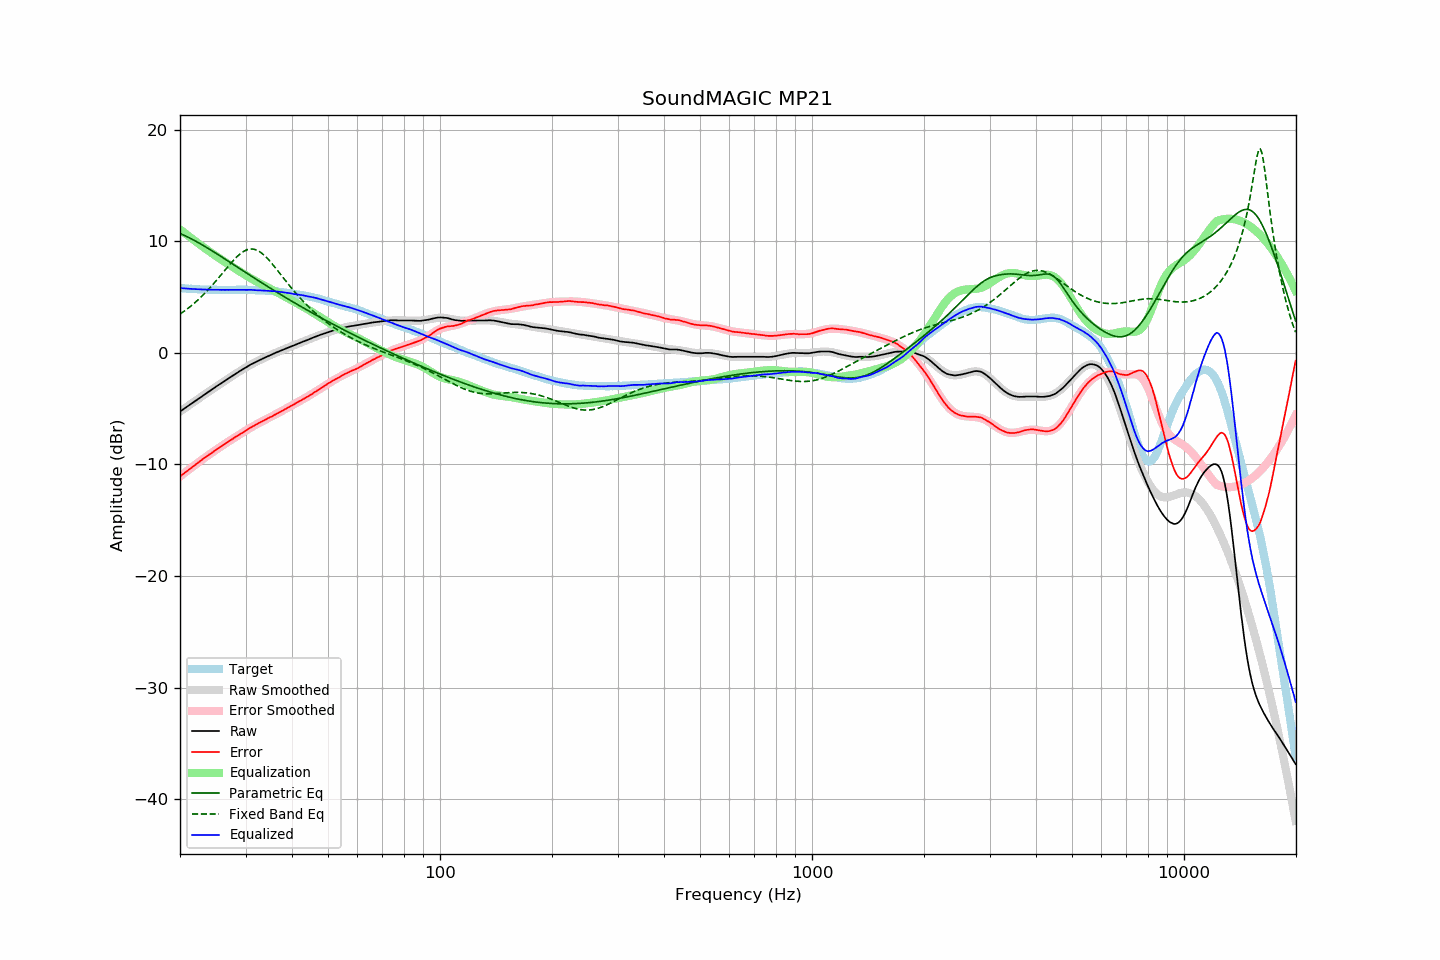 SoundMAGIC MP21
20
10
0
−10
−20
−30
−40
Amplitude (dBr)
Target
Raw Smoothed
Error Smoothed
Raw
Error
Equalization
Parametric Eq
Fixed Band Eq
Equalized
100
1000
10000
Frequency (Hz)